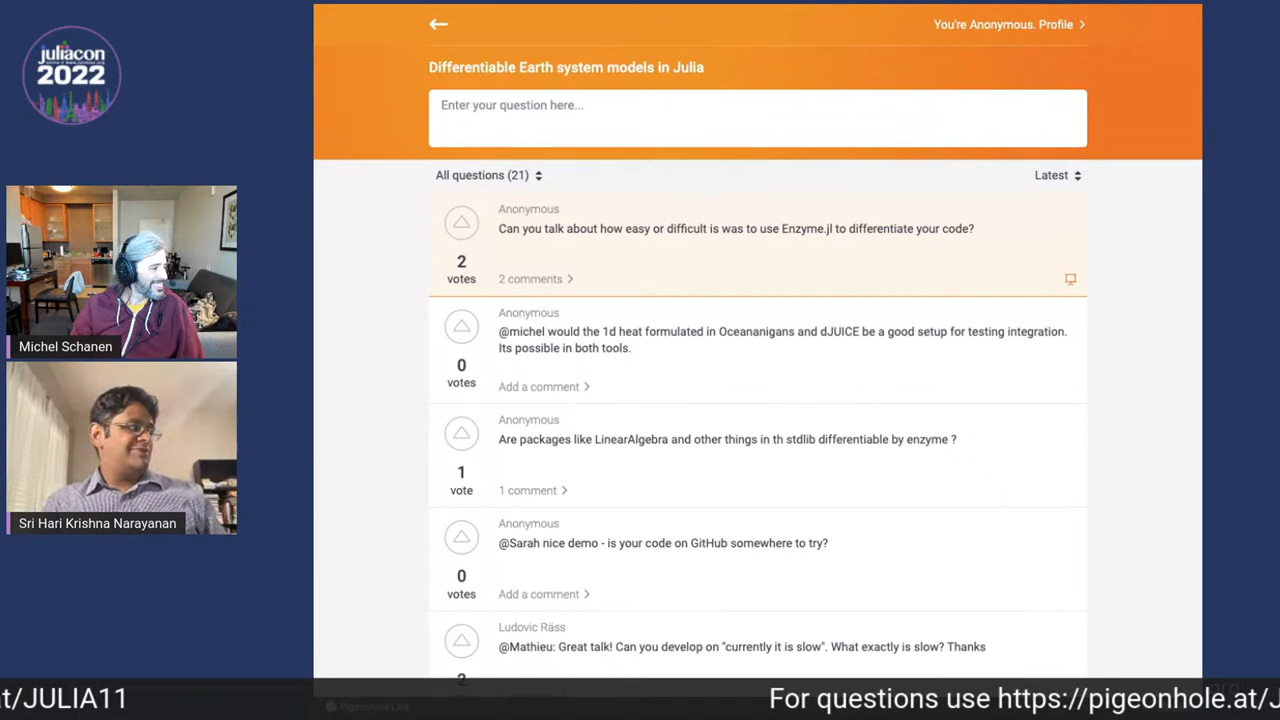 juliacon
2022
Michel Schanen
Sri Hari Krishna Narayanan
You're Anonymous. Profile
Differentiable Earth system models in Julia
Enter your question here...
All questions (21)
Latest
Anonymous
Can you talk about how easy or difficult is was to use Enzyme.jl to differentiate your code?
2
votes
2 comments
Anonymous
@michel would the 1d heat formulated in Oceananigans and dJUICE be a good setup for testing integration.
Its possible in both tools.
0
votes
Add a comment
Anonymous
Are packages like LinearAlgebra and other things in th stdlib differentiable by enzyme ?
1
vote
1 comment
Anonymous
@Sarah nice demo - is your code on GitHub somewhere to try?
0
votes
Add a comment
Ludovic Räss
@Mathieu: Great talk! Can you develop on "currently it is slow". What exactly is slow? Thanks
at/JULIA11
For questions use https://pigeonhole.at/J
Pigeonhole Live